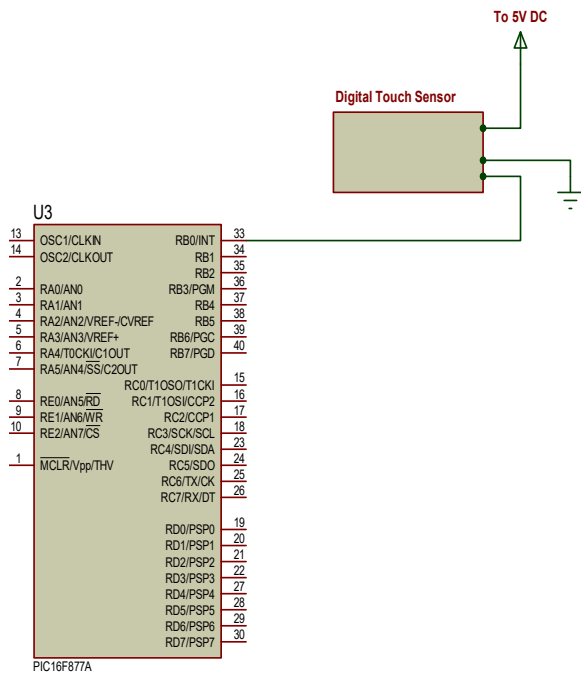 To 5V DC
Digital Touch Sensor
U3
13 OSC1/CLKIN RB0/INT 33
14 OSC2/CLKOUT RB1 34
RB2 35
2 RA0/AN0 RB3/PGM 36
3 RA1/AN1 RB4 37
4 RA2/AN2/VREF-/CVREF RB5 38
5 RA3/AN3/VREF+ RB6/PGC 39
6 RA4/T0CKI/C1OUT RB7/PGD 40
7 RA5/AN4/SS/C2OUT
RC0/T1OSO/T1CKI 15
8 RE0/AN5/RD RC1/T1OSI/CCP2 16
9 RE1/AN6/WR RC2/CCP1 17
10 RE2/AN7/CS RC3/SCK/SCL 18
RC4/SDI/SDA 23
1 MCLR/Vpp/THV RC5/SDO 24
RC6/TX/CK 25
RC7/RX/DT 26
RD0/PSP0 19
RD1/PSP1 20
RD2/PSP2 21
RD3/PSP3 22
RD4/PSP4 27
RD5/PSP5 28
RD6/PSP6 29
RD7/PSP7 30
PIC16F877A